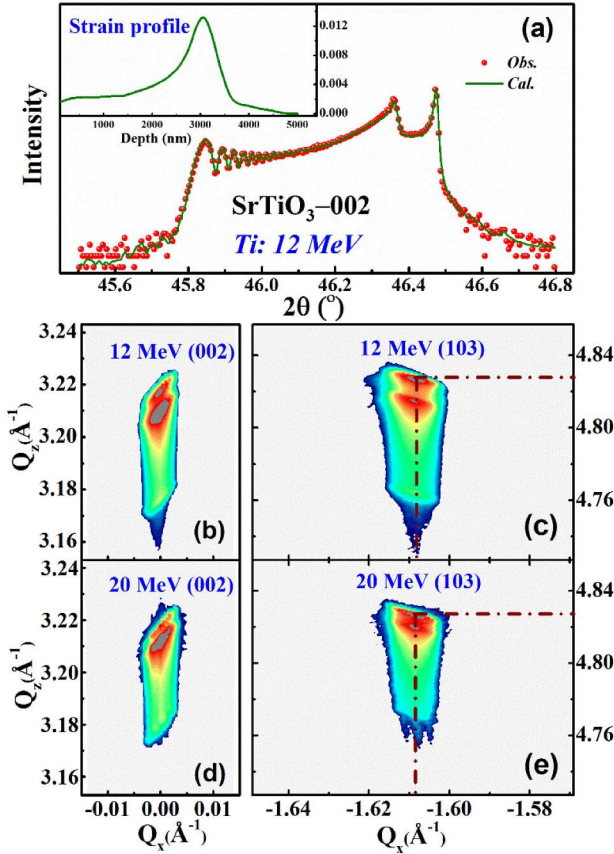 Strain profile
(a)
0.012
0.008
0.004
0.000
1000 2000 3000 4000 5000
Depth (nm)
Obs.
Cal.
Intensity
SrTiO₃–002
Ti: 12 MeV
45.6 45.8 46.0 46.2 46.4 46.6 46.8
2θ (°)
3.24
3.22
3.20
3.18
3.16
Q_z(Å⁻¹)
12 MeV (002)
(b)
12 MeV (103)
(c)
4.84
4.80
4.76
3.24
3.22
3.20
3.18
3.16
Q_z(Å⁻¹)
20 MeV (002)
(d)
20 MeV (103)
(e)
4.84
4.80
4.76
-0.01 0.00 0.01
Q_x(Å⁻¹)
-1.64 -1.62 -1.60 -1.58
Q_x(Å⁻¹)